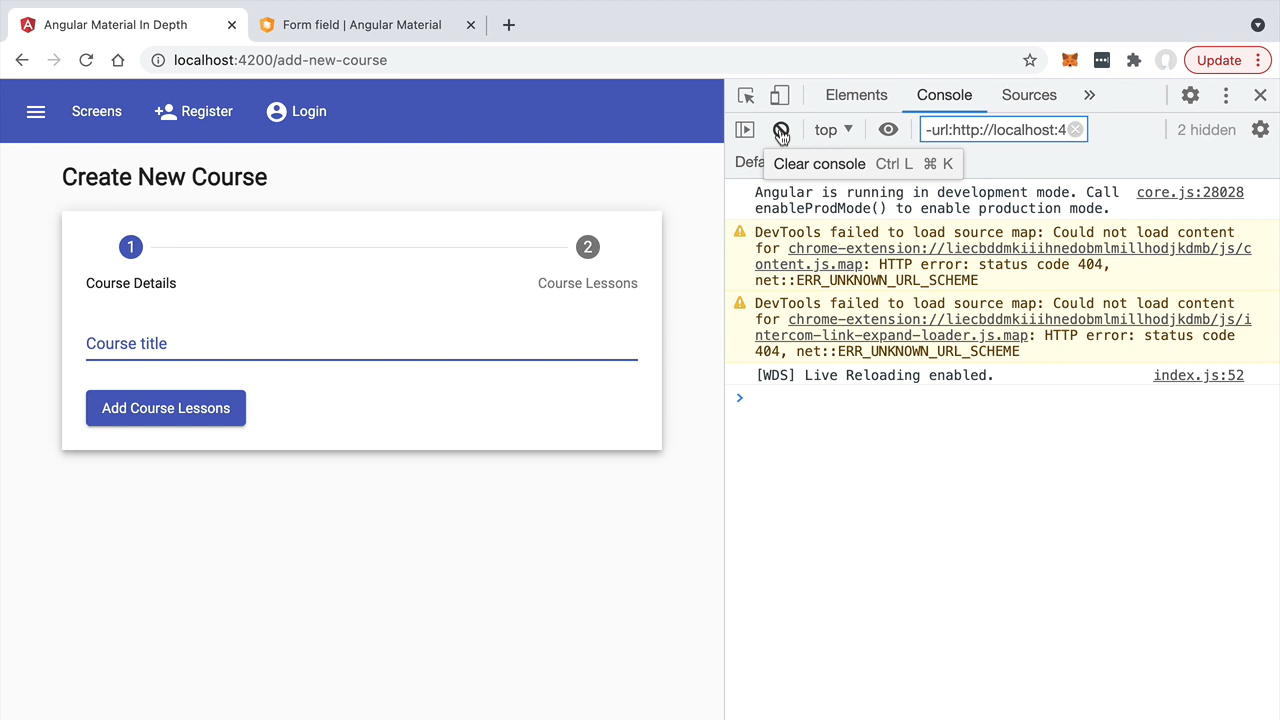 Angular Material In Depth
Form field | Angular Material
localhost:4200/add-new-course
Update
Screens
Register
Login
Create New Course
1
2
Course Details
Course Lessons
Course title
Add Course Lessons
Elements
Console
Sources
top
-url:http://localhost:4
2 hidden
Defa
Clear console Ctrl L ⌘ K
Angular is running in development mode. Call core.js:28028
enableProdMode() to enable production mode.
DevTools failed to load source map: Could not load content
for chrome-extension://liecbddmkiiihnedobmlmillhodjkdmb/js/c
ontent.js.map: HTTP error: status code 404,
net::ERR_UNKNOWN_URL_SCHEME
DevTools failed to load source map: Could not load content
for chrome-extension://liecbddmkiiihnedobmlmillhodjkdmb/js/i
ntercom-link-expand-loader.js.map: HTTP error: status code
404, net::ERR_UNKNOWN_URL_SCHEME
[WDS] Live Reloading enabled. index.js:52